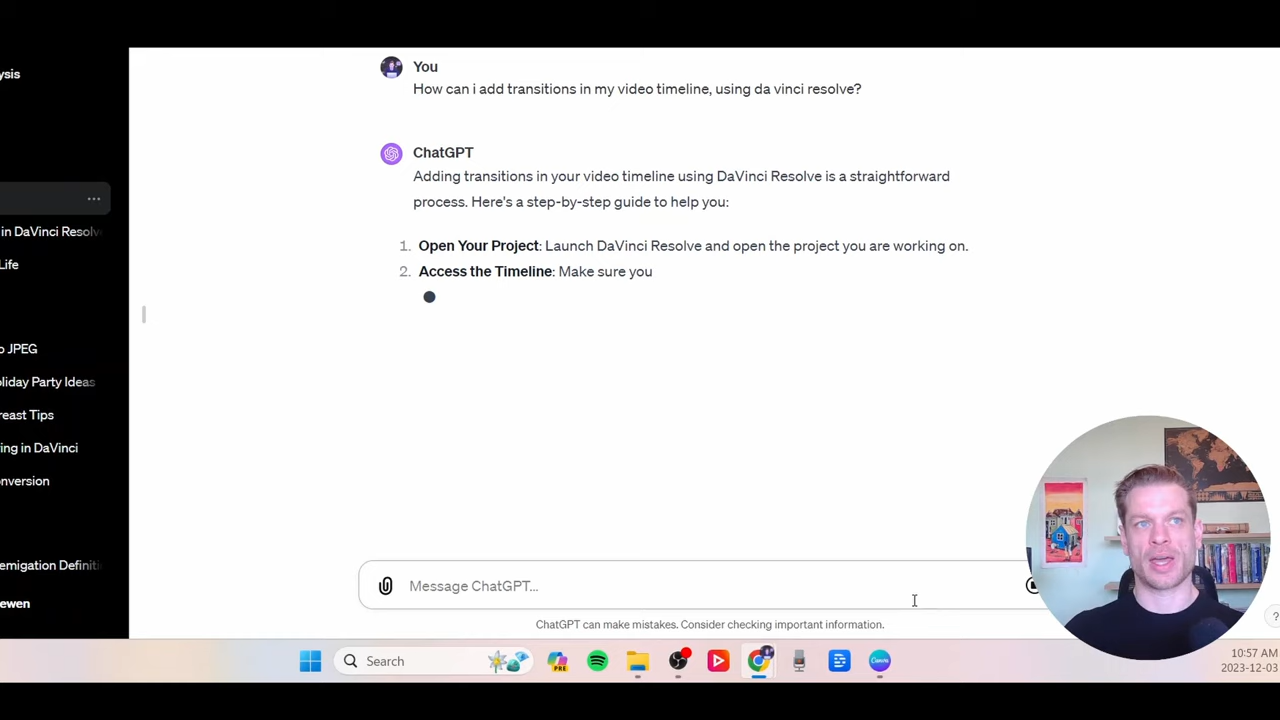 ysis
in DaVinci Resolv
Life
o JPEG
oliday Party Ideas
reast Tips
ring in DaVinci
onversion
emigation Definiti
ewen
You
How can i add transitions in my video timeline, using da vinci resolve?
ChatGPT
Adding transitions in your video timeline using DaVinci Resolve is a straightforward
process. Here's a step-by-step guide to help you:
1. Open Your Project: Launch DaVinci Resolve and open the project you are working on.
2. Access the Timeline: Make sure you
Message ChatGPT...
ChatGPT can make mistakes. Consider checking important information.
?
Search
PRE
Canva
10:57 AM
2023-12-03